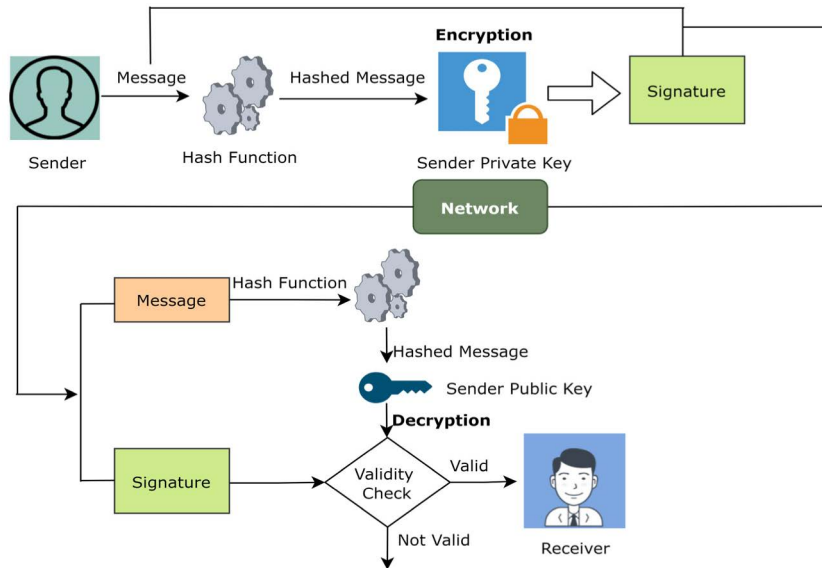 Encryption
Message
Hashed Message
Signature
Sender
Hash Function
Sender Private Key
Network
Message
Hash Function
Hashed Message
Sender Public Key
Decryption
Signature
Validity
Check
Valid
Not Valid
Receiver